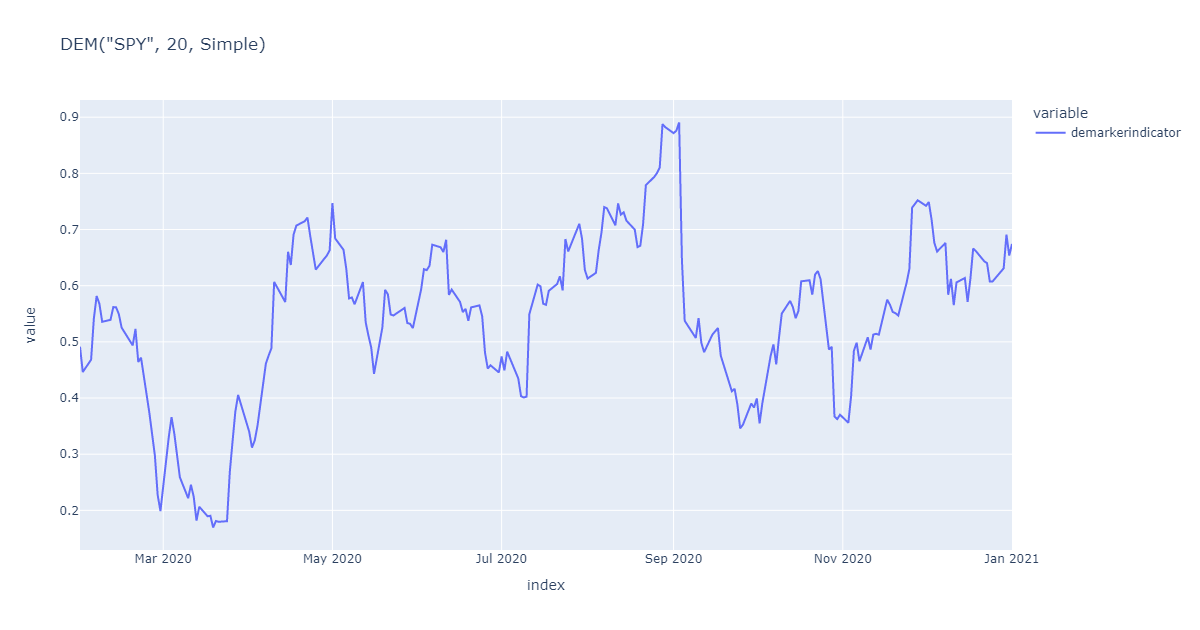 DEM("SPY", 20, Simple)
variable
demarkerindicator
value
0.9
0.8
0.7
0.6
0.5
0.4
0.3
0.2
Mar 2020
May 2020
Jul 2020
Sep 2020
Nov 2020
Jan 2021
index